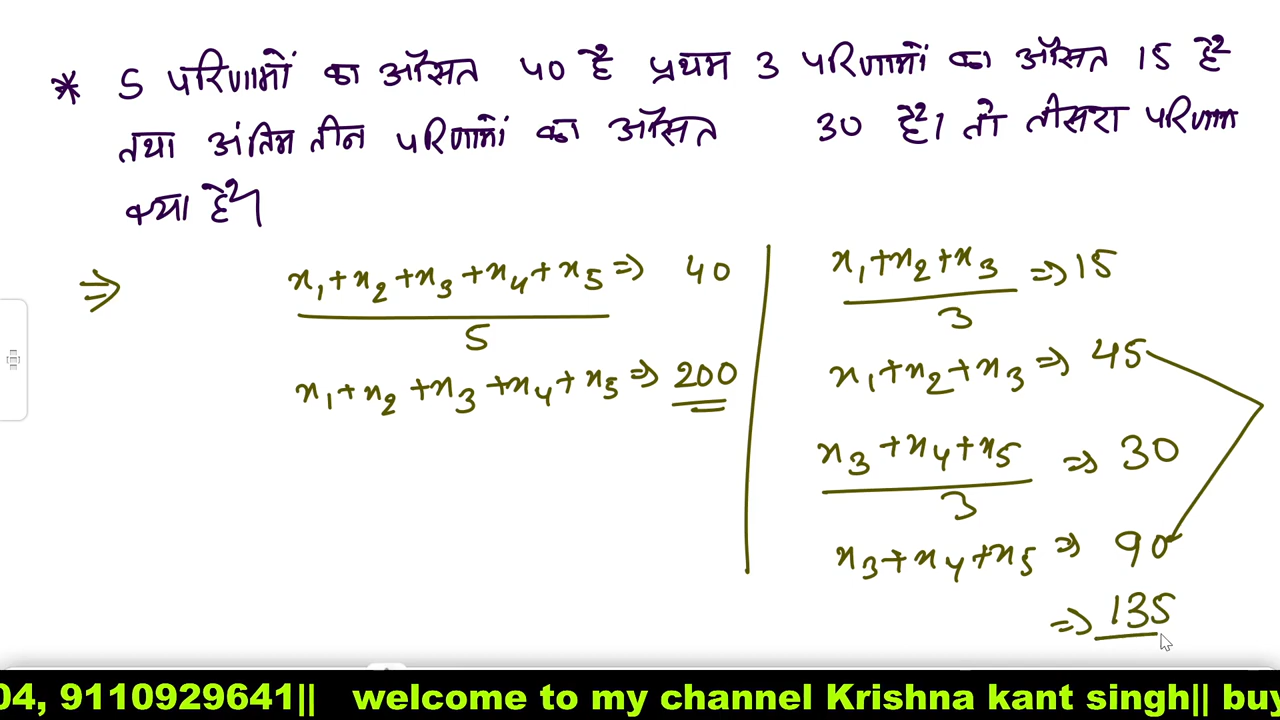 * 5 परिणामों का औसत 40 है प्रथम 3 परिणामों का औसत 15 है
तथा अंतिम तीन परिणामों का औसत 30 है। तो तीसरा परिणाम
क्या है।
⇒ x₁+x₂+x₃+x₄+x₅ ⇒ 40
5
x₁+x₂+x₃+x₄+x₅ ⇒ 200
x₁+x₂+x₃ ⇒ 15
3
x₁+x₂+x₃ ⇒ 45
x₃+x₄+x₅ ⇒ 30
3
x₃+x₄+x₅ ⇒ 90
⇒ 135
04, 9110929641|| welcome to my channel Krishna kant singh|| buy